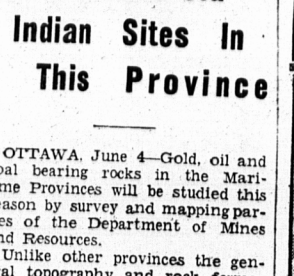 Indian Sites In
This Province
OTTAWA, June 4—Gold, oil and
bearing rocks in the Mari-
Provinces will be studied this
by survey and mapping par-
of the Department of Mines
Resources.
Unlike other provinces the gen-
topography and rock